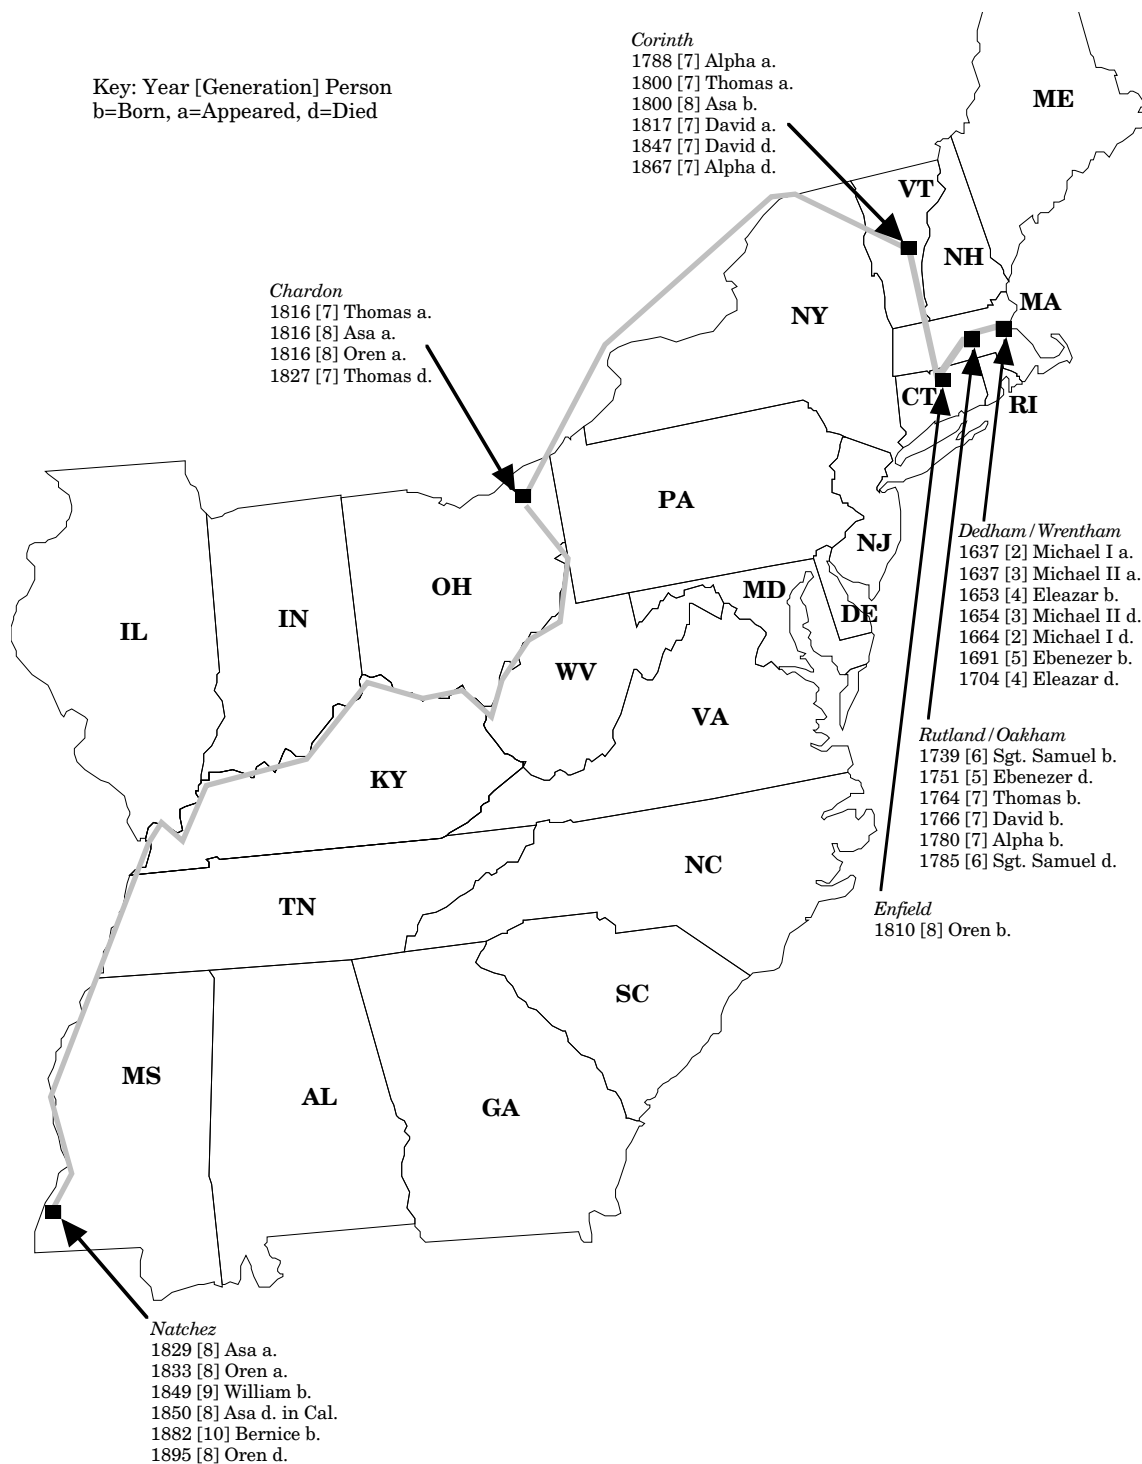 Key: Year [Generation] Person
b=Born, a=Appeared, d=Died
Corinth
1788 [7] Alpha a.
1800 [7] Thomas a.
1800 [8] Asa b.
1817 [7] David a.
1847 [7] David d.
1867 [7] Alpha d.
ME
VT
NH
MA
NY
CT
RI
Chardon
1816 [7] Thomas a.
1816 [8] Asa a.
1816 [8] Oren a.
1827 [7] Thomas d.
PA
NJ
OH
MD
DE
IN
IL
WV
VA
KY
Dedham/Wrentham
1637 [2] Michael I a.
1637 [3] Michael II a.
1653 [4] Eleazar b.
1654 [3] Michael II d.
1664 [2] Michael I d.
1691 [5] Ebenezer b.
1704 [4] Eleazar d.
Rutland/Oakham
1739 [6] Sgt. Samuel b.
1751 [5] Ebenezer d.
1764 [7] Thomas b.
1766 [7] David b.
1780 [7] Alpha b.
1785 [6] Sgt. Samuel d.
NC
TN
Enfield
1810 [8] Oren b.
SC
MS
AL
GA
Natchez
1829 [8] Asa a.
1833 [8] Oren a.
1849 [9] William b.
1850 [8] Asa d. in Cal.
1882 [10] Bernice b.
1895 [8] Oren d.